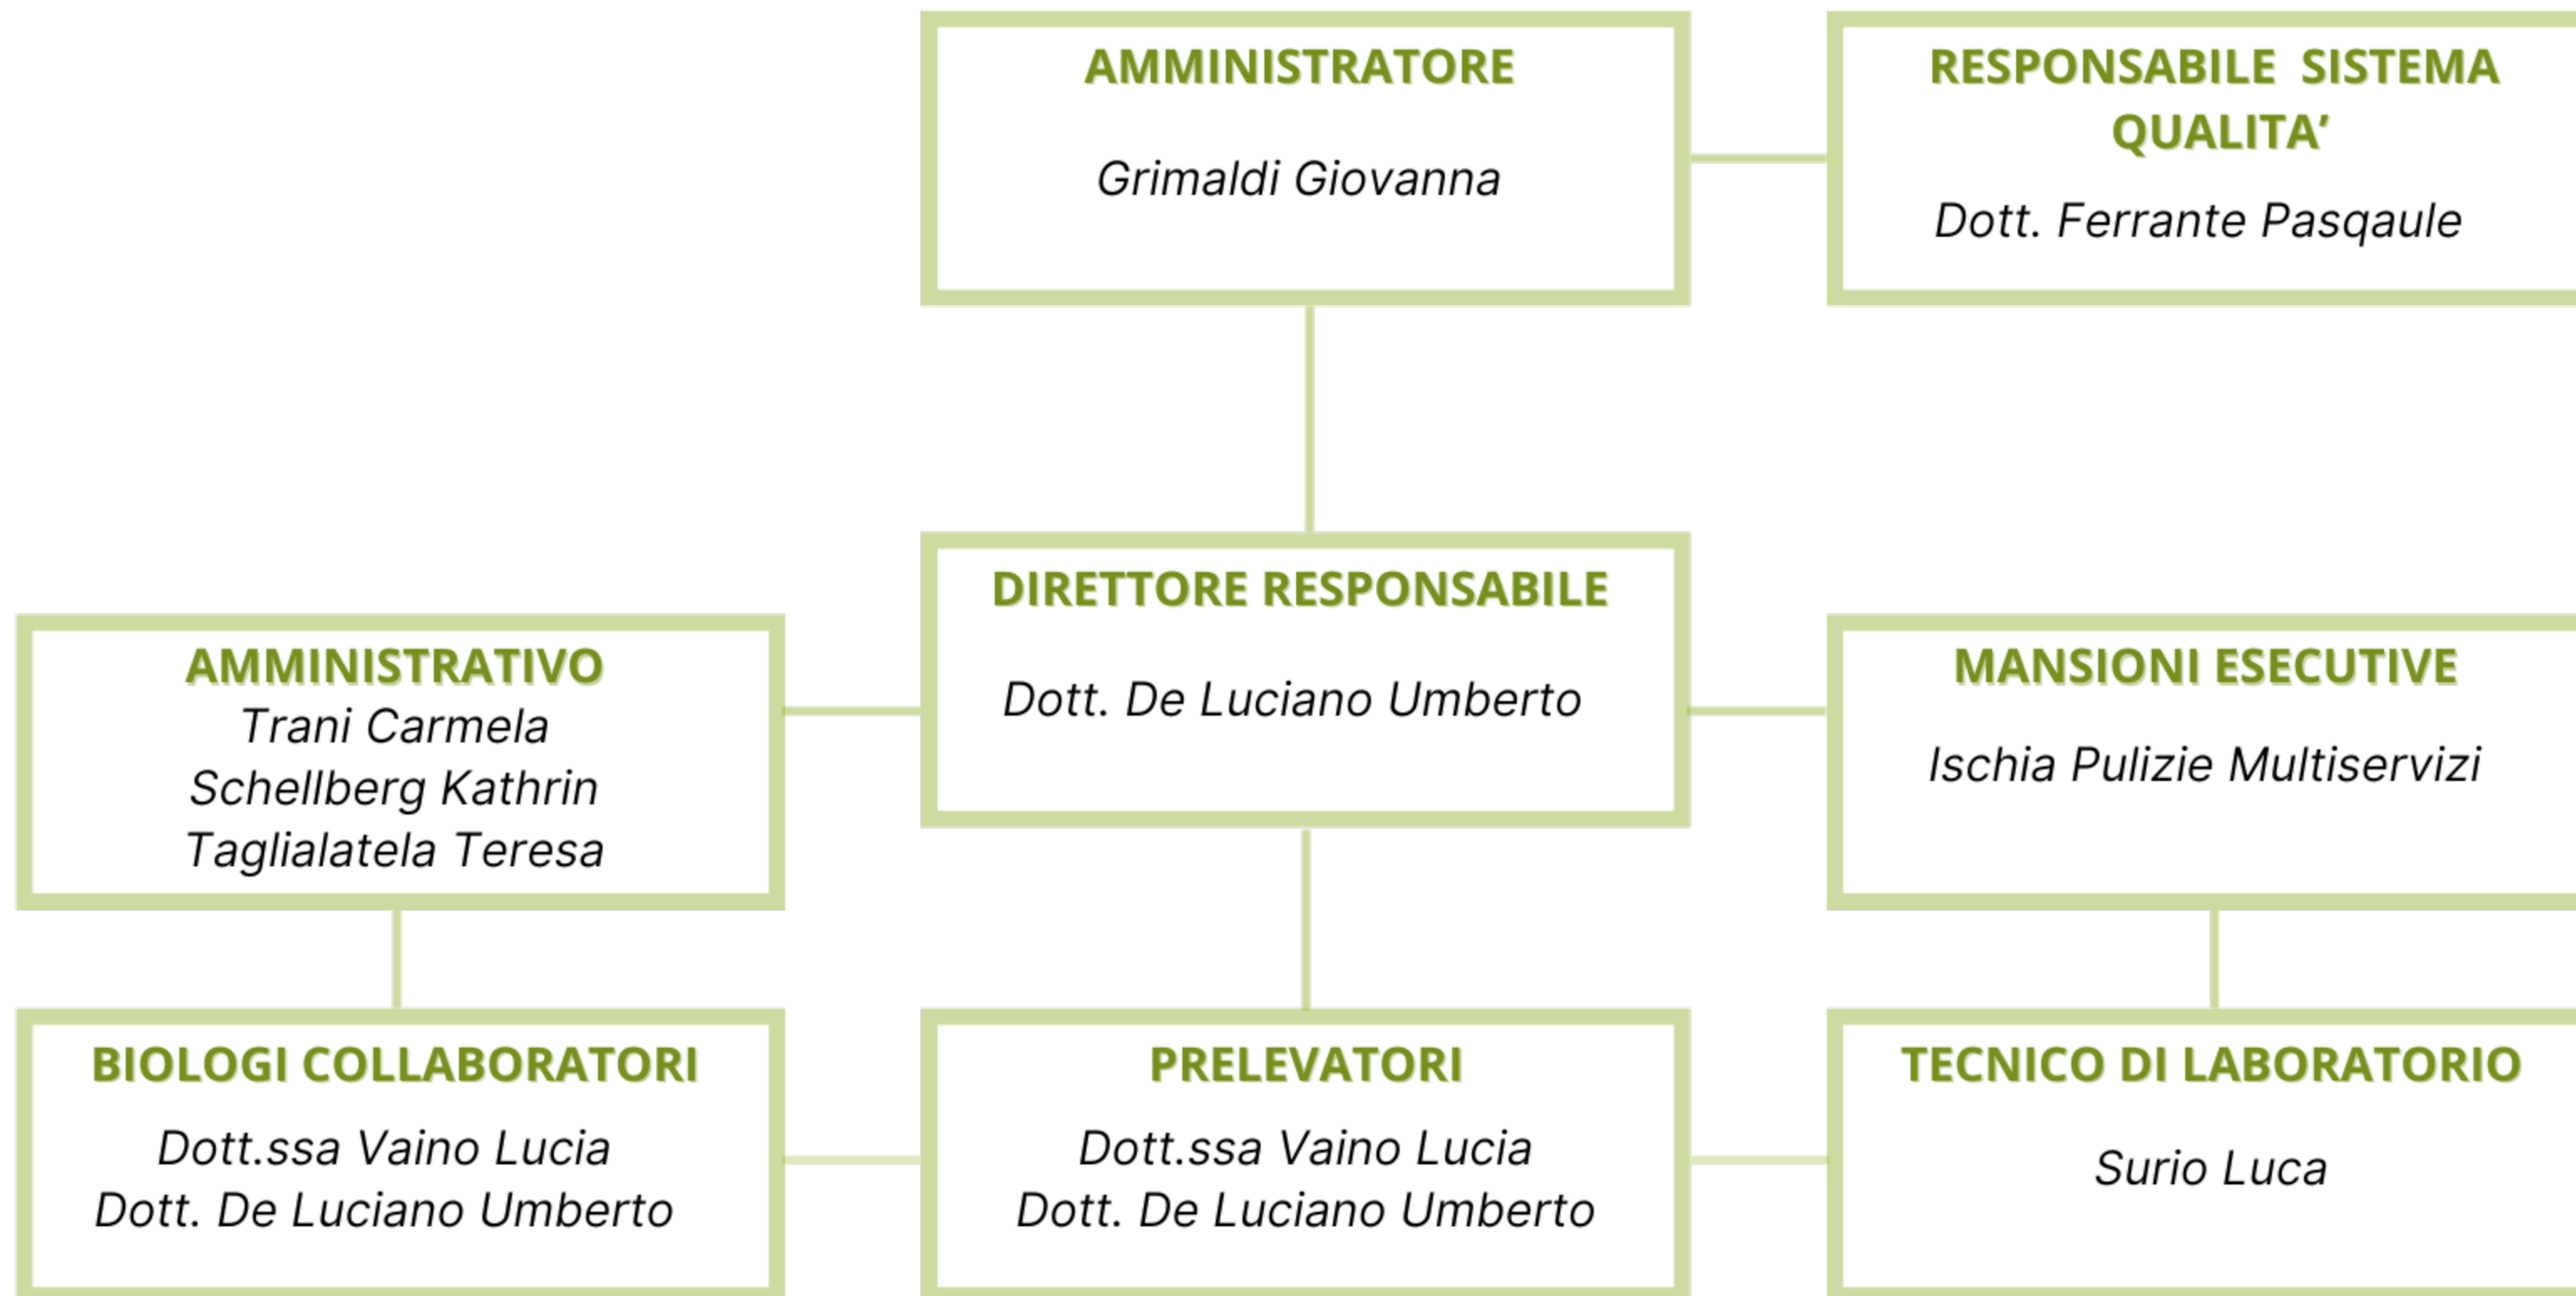 AMMINISTRATORE
Grimaldi Giovanna
RESPONSABILE SISTEMA
QUALITA’
Dott. Ferrante Pasqaule
DIRETTORE RESPONSABILE
Dott. De Luciano Umberto
AMMINISTRATIVO
Trani Carmela
Schellberg Kathrin
Taglialatela Teresa
MANSIONI ESECUTIVE
Ischia Pulizie Multiservizi
BIOLOGI COLLABORATORI
Dott.ssa Vaino Lucia
Dott. De Luciano Umberto
PRELEVATORI
Dott.ssa Vaino Lucia
Dott. De Luciano Umberto
TECNICO DI LABORATORIO
Surio Luca